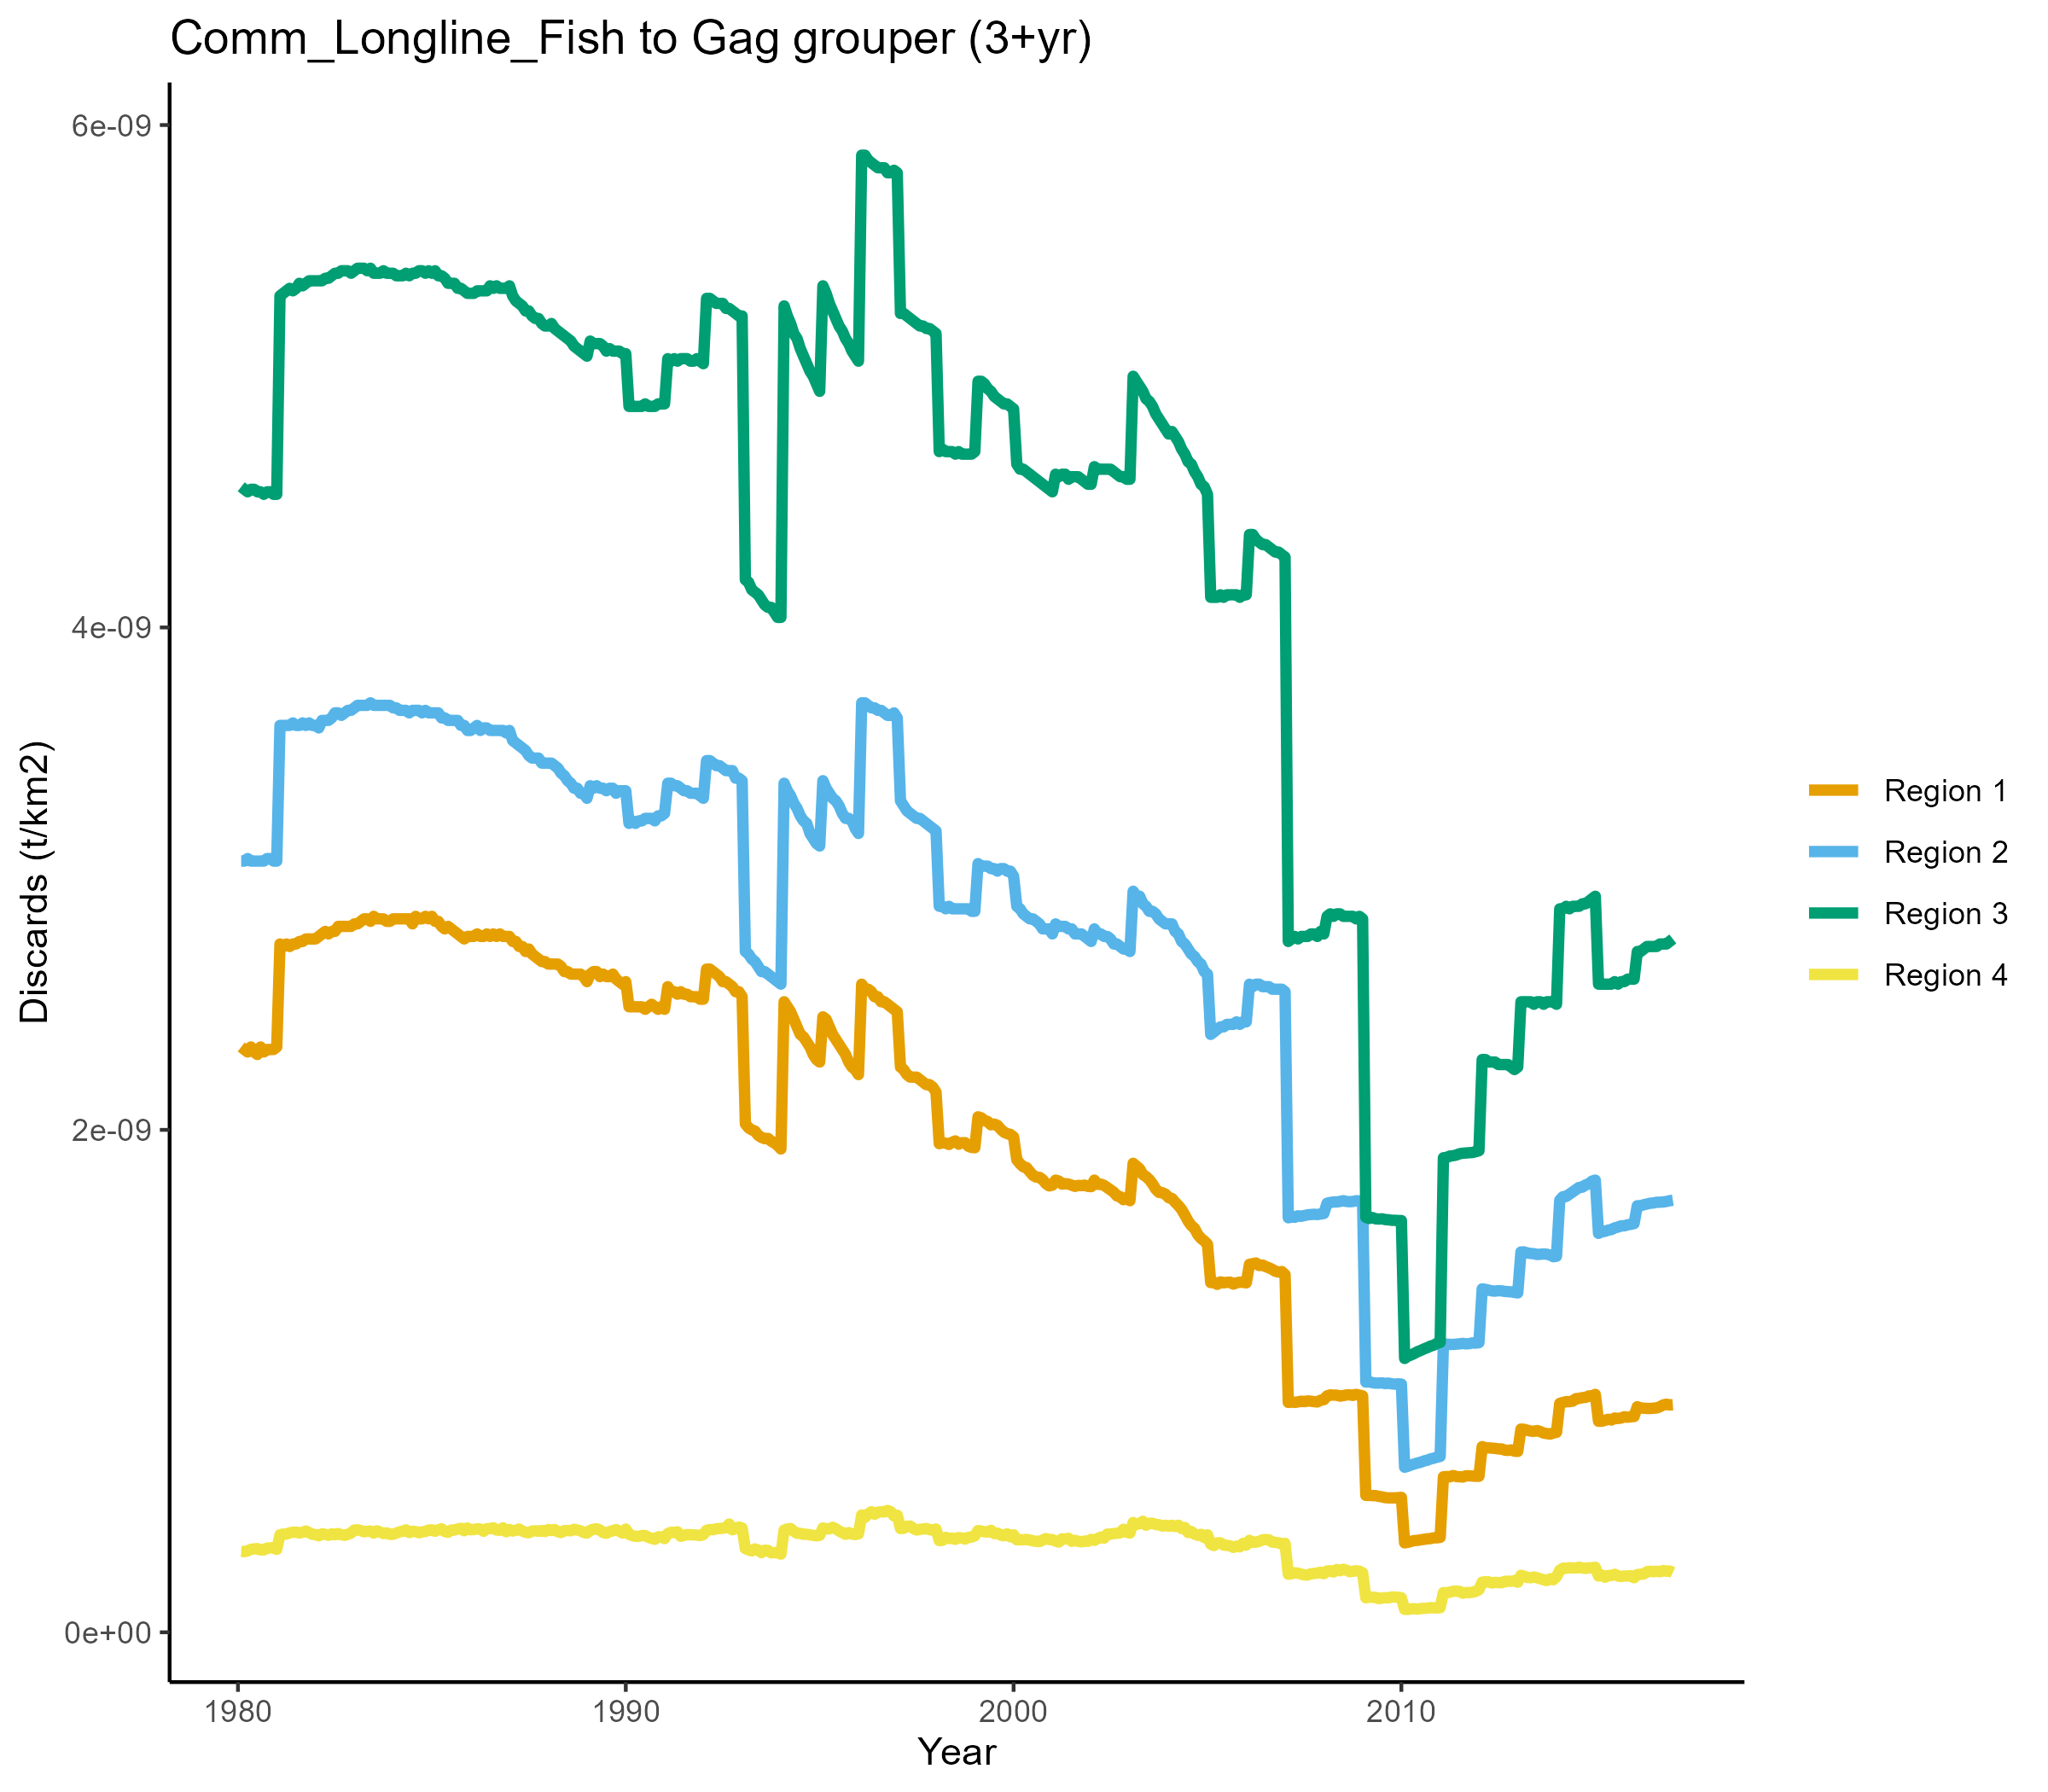 Comm_Longline_Fish to Gag grouper (3+yr)
6e-09
4e-09
2e-09
0e+00
Discards (t/km2)
1980
1990
2000
2010
Year
Region 1
Region 2
Region 3
Region 4